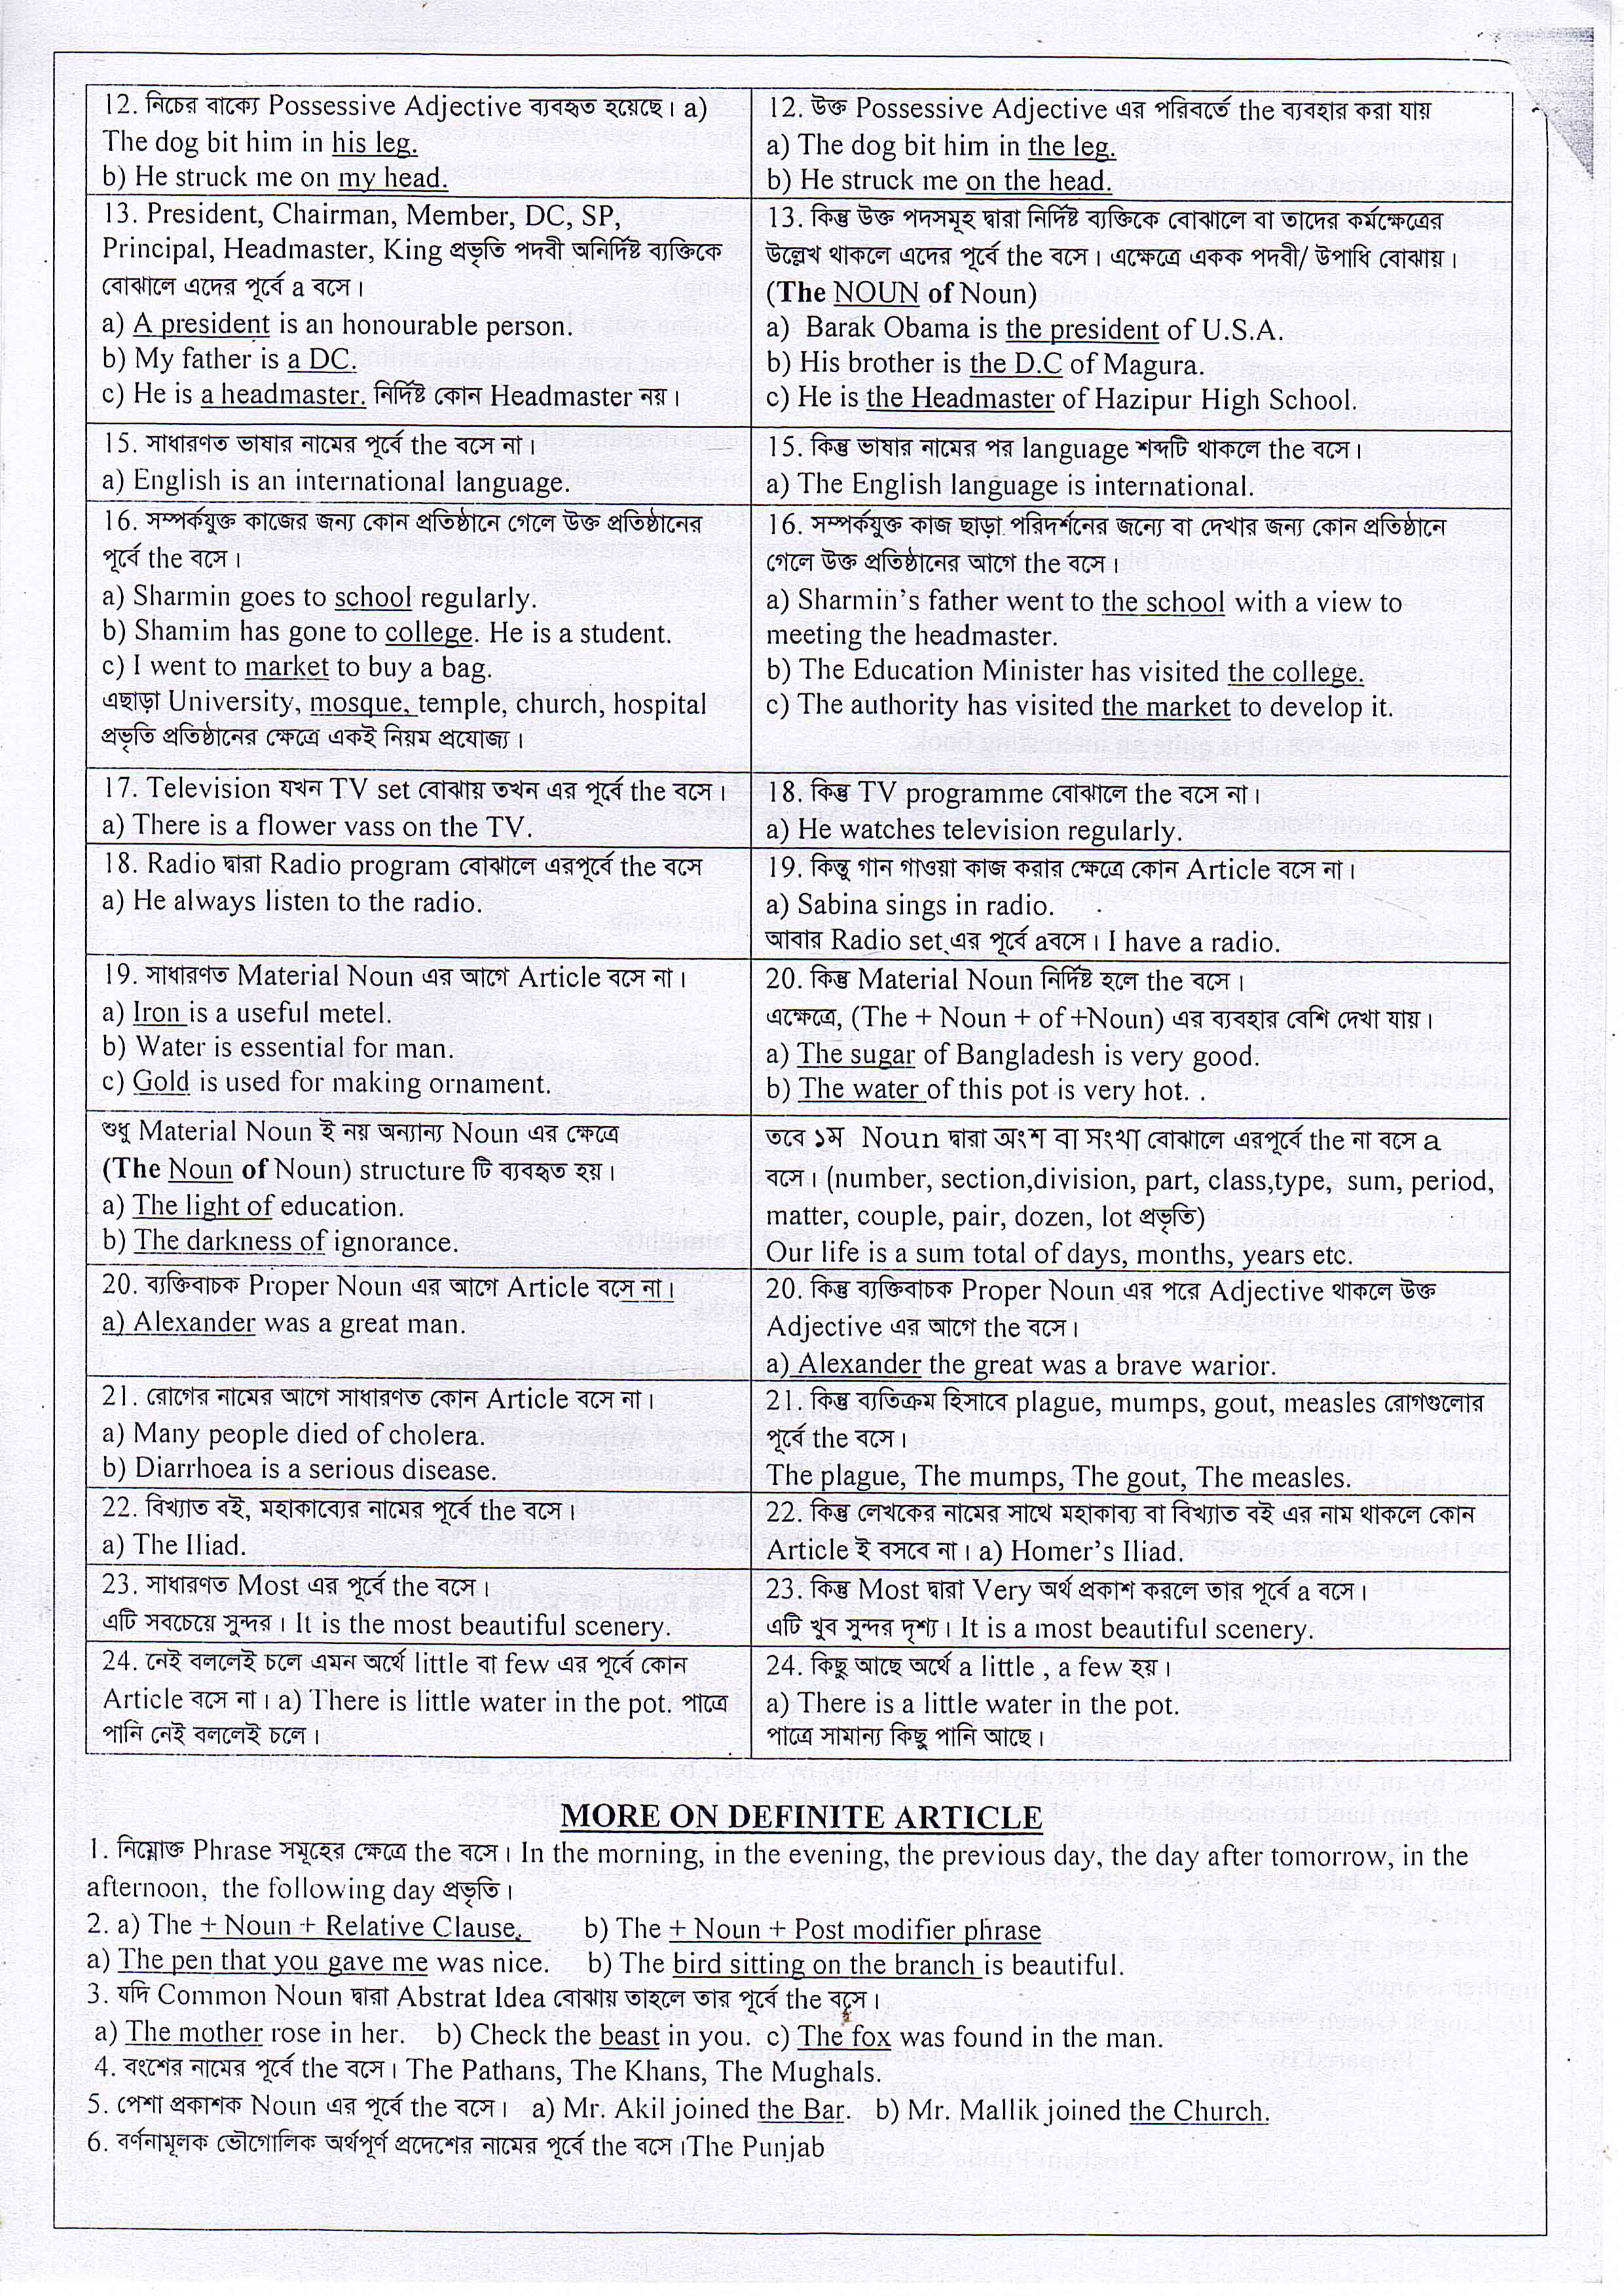 12. নিচের বাক্যে Possessive Adjective ব্যবহৃত হয়েছে। a)
The dog bit him in his leg.
b) He struck me on my head.
12. উক্ত Possessive Adjective এর পরিবর্তে the ব্যবহার করা যায়
a) The dog bit him in the leg.
b) He struck me on the head.
13. President, Chairman, Member, DC, SP,
Principal, Headmaster, King প্রভৃতি পদবী অনির্দিষ্ট ব্যক্তিকে
বোঝালে এদের পূর্বে a বসে।
a) A president is an honourable person.
b) My father is a DC.
c) He is a headmaster. নির্দিষ্ট কোন Headmaster নয়।
13. কিন্তু উক্ত পদসমূহ দ্বারা নির্দিষ্ট ব্যক্তিকে বোঝালে বা তাদের কর্মক্ষেত্রের
উল্লেখ থাকলে এদের পূর্বে the বসে। এক্ষেত্রে একক পদবী/ উপাধি বোঝায়।
(The NOUN of Noun)
a) Barak Obama is the president of U.S.A.
b) His brother is the D.C of Magura.
c) He is the Headmaster of Hazipur High School.
15. সাধারণত ভাষার নামের পূর্বে the বসে না।
a) English is an international language.
15. কিন্তু ভাষার নামের পর language শব্দটি থাকলে the বসে।
a) The English language is international.
16. সম্পর্কযুক্ত কাজের জন্য কোন প্রতিষ্ঠানে গেলে উক্ত প্রতিষ্ঠানের
পূর্বে the বসে।
a) Sharmin goes to school regularly.
b) Shamim has gone to college. He is a student.
c) I went to market to buy a bag.
এছাড়া University, mosque, temple, church, hospital
প্রভৃতি প্রতিষ্ঠানের ক্ষেত্রে একই নিয়ম প্রযোজ্য।
16. সম্পর্কযুক্ত কাজ ছাড়া পরিদর্শনের জন্যে বা দেখার জন্য কোন প্রতিষ্ঠানে
গেলে উক্ত প্রতিষ্ঠানের আগে the বসে।
a) Sharmin's father went to the school with a view to
meeting the headmaster.
b) The Education Minister has visited the college.
c) The authority has visited the market to develop it.
17. Television যখন TV set বোঝায় তখন এর পূর্বে the বসে।
a) There is a flower vass on the TV.
18. কিন্তু TV programme বোঝালে the বসে না।
a) He watches television regularly.
18. Radio দ্বারা Radio program বোঝালে এরপূর্বে the বসে
a) He always listen to the radio.
19. কিন্তু গান গাওয়া কাজ করার ক্ষেত্রে কোন Article বসে না।
a) Sabina sings in radio.
আবার Radio set এর পূর্বে aবসে। I have a radio.
19. সাধারণত Material Noun এর আগে Article বসে না।
a) Iron is a useful metel.
b) Water is essential for man.
c) Gold is used for making ornament.
20. কিন্তু Material Noun নির্দিষ্ট হলে the বসে।
এক্ষেত্রে, (The + Noun + of +Noun) এর ব্যবহার বেশি দেখা যায়।
a) The sugar of Bangladesh is very good.
b) The water of this pot is very hot. .
শুধু Material Noun ই নয় অন্যান্য Noun এর ক্ষেত্রে
(The Noun of Noun) structure টি ব্যবহৃত হয়।
a) The light of education.
b) The darkness of ignorance.
তবে ১ম Noun দ্বারা অংশ বা সংখা বোঝালে এরপূর্বে the না বসে a
বসে। (number, section,division, part, class,type, sum, period,
matter, couple, pair, dozen, lot প্রভৃতি)
Our life is a sum total of days, months, years etc.
20. ব্যক্তিবাচক Proper Noun এর আগে Article বসে না।
a) Alexander was a great man.
20. কিন্তু ব্যক্তিবাচক Proper Noun এর পরে Adjective থাকলে উক্ত
Adjective এর আগে the বসে।
a) Alexander the great was a brave warior.
21. রোগের নামের আগে সাধারণত কোন Article বসে না।
a) Many people died of cholera.
b) Diarrhoea is a serious disease.
21. কিন্তু ব্যতিক্রম হিসাবে plague, mumps, gout, measles রোগগুলোর
পূর্বে the বসে।
The plague, The mumps, The gout, The measles.
22. বিখ্যাত বই, মহাকাব্যের নামের পূর্বে the বসে।
a) The Iliad.
22. কিন্তু লেখকের নামের সাথে মহাকাব্য বা বিখ্যাত বই এর নাম থাকলে কোন
Article ই বসবে না। a) Homer's Iliad.
23. সাধারণত Most এর পূর্বে the বসে।
এটি সবচেয়ে সুন্দর। It is the most beautiful scenery.
23. কিন্তু Most দ্বারা Very অর্থ প্রকাশ করলে তার পূর্বে a বসে।
এটি খুব সুন্দর দৃশ্য। It is a most beautiful scenery.
24. নেই বললেই চলে এমন অর্থে little বা few এর পূর্বে কোন
Article বসে না। a) There is little water in the pot. পাত্রে
পানি নেই বললেই চলে।
24. কিছু আছে অর্থে a little , a few হয়।
a) There is a little water in the pot.
পাত্রে সামান্য কিছু পানি আছে।
MORE ON DEFINITE ARTICLE
1. নিম্নোক্ত Phrase সমূহের ক্ষেত্রে the বসে। In the morning, in the evening, the previous day, the day after tomorrow, in the
afternoon, the following day প্রভৃতি।
2. a) The + Noun + Relative Clause. b) The + Noun + Post modifier phrase
a) The pen that you gave me was nice. b) The bird sitting on the branch is beautiful.
3. যদি Common Noun দ্বারা Abstrat Idea বোঝায় তাহলে তার পূর্বে the বসে।
a) The mother rose in her. b) Check the beast in you. c) The fox was found in the man.
4. বংশের নামের পূর্বে the বসে। The Pathans, The Khans, The Mughals.
5. পেশা প্রকাশক Noun এর পূর্বে the বসে। a) Mr. Akil joined the Bar. b) Mr. Mallik joined the Church.
6. বর্ণনামূলক ভৌগোলিক অর্থপূর্ণ প্রদেশের নামের পূর্বে the বসে।The Punjab